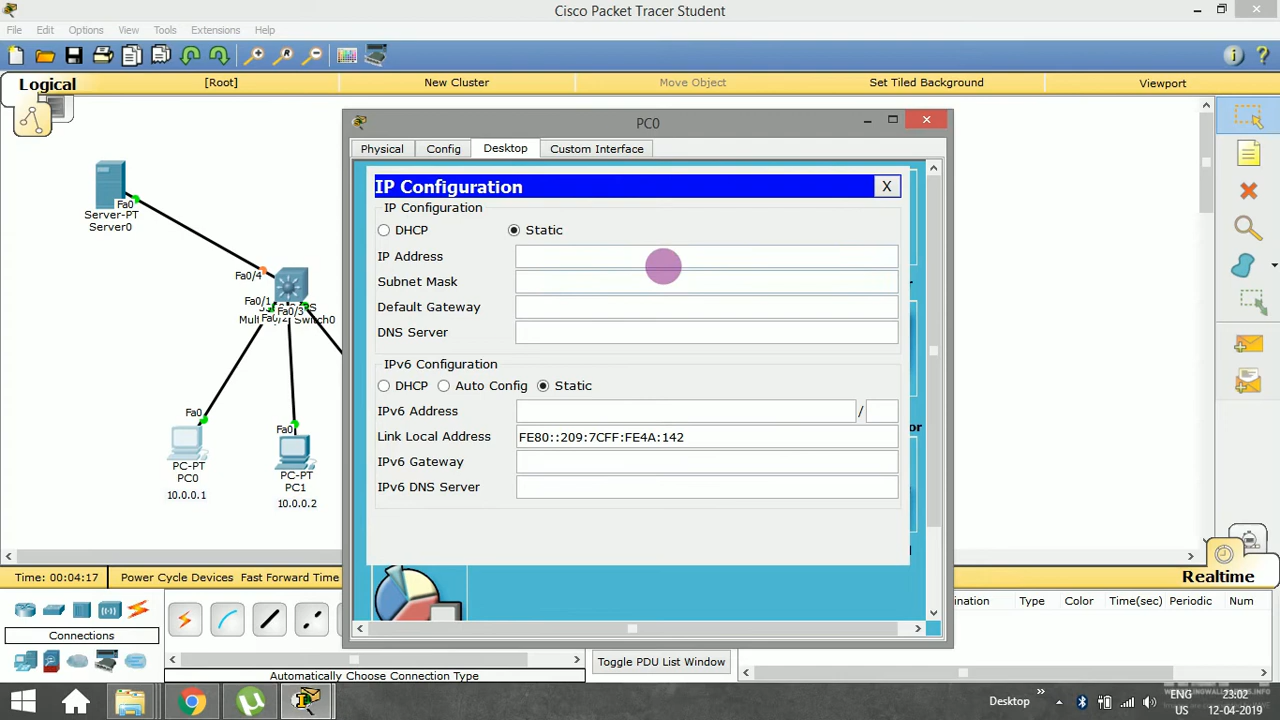 Cisco Packet Tracer Student
File Edit Options View Tools Extensions Help
Logical [Root] New Cluster Move Object Set Tiled Background Viewport
PC0
Physical Config Desktop Custom Interface
IP Configuration X
IP Configuration
DHCP Static
IP Address
Subnet Mask
Default Gateway
DNS Server
IPv6 Configuration
DHCP Auto Config Static
IPv6 Address /
Link Local Address FE80::209:7CFF:FE4A:142
IPv6 Gateway
IPv6 DNS Server
Fa0
Server-PT
Server0
Fa0/4
Fa0/1
Fa0/3
Switch0
Fa0
PC-PT
PC0
10.0.0.1
Fa0
PC-PT
PC1
10.0.0.2
Time: 00:04:17 Power Cycle Devices Fast Forward Time
Realtime
Connections
Automatically Choose Connection Type
Toggle PDU List Window
ination Type Color Time(sec) Periodic Num
Desktop
ENG
US
23:02
12-04-2019